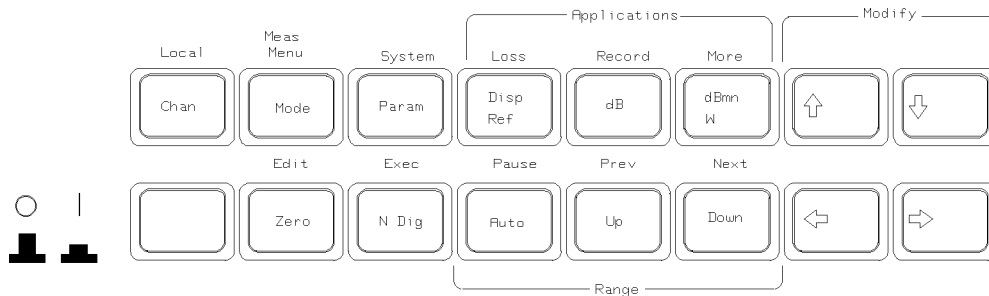 Applications
Modify
Local
Meas
Menu
System
Loss
Record
More
Chan
Mode
Param
Disp
Ref
dB
dBmn
W
Edit
Exec
Pause
Prev
Next
Zero
N Dig
Auto
Up
Down
Range